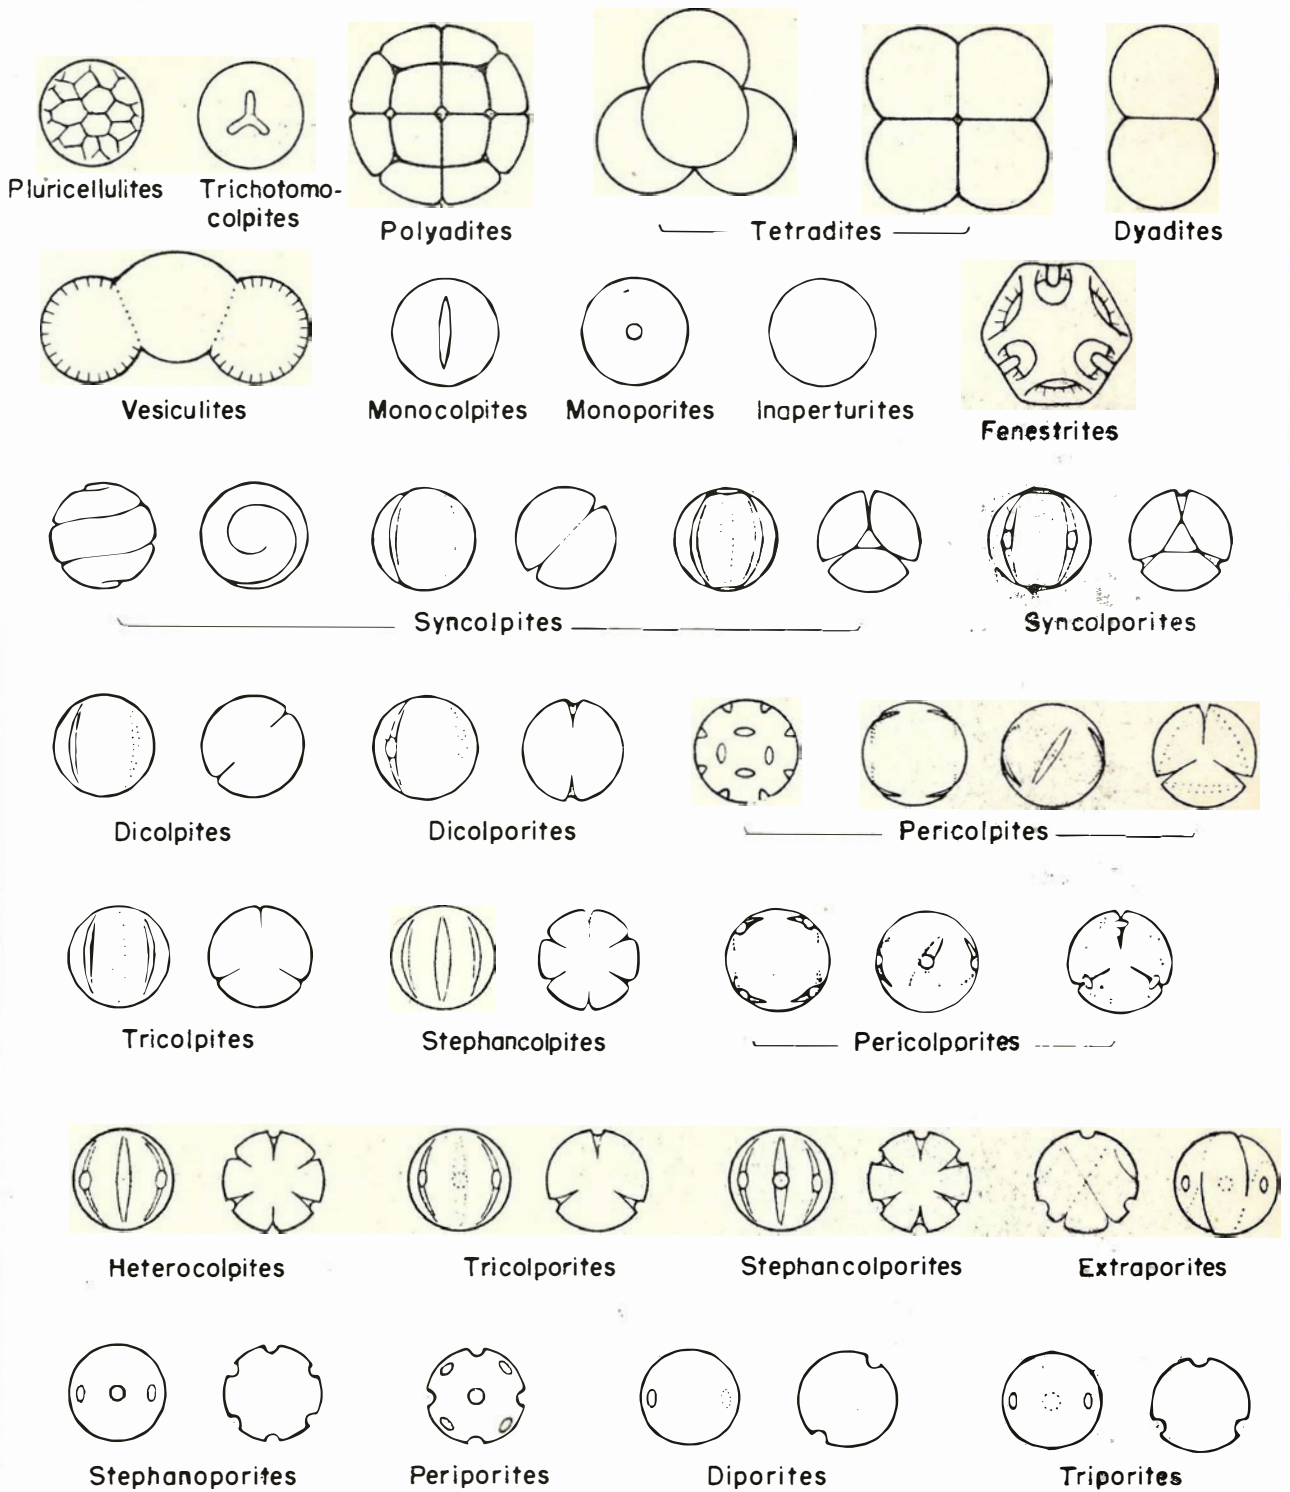 Pluricellulites
Trichotomo-
colpites
Polyadites
Tetradites
Dyadites
Vesiculites
Monocolpites
Monoporites
Inaperturites
Fenestrites
Syncolpites
Syncolporites
Dicolpites
Dicolporites
Pericolpites
Tricolpites
Stephancolpites
Pericolporites
Heterocolpites
Tricolporites
Stephancolporites
Extraporites
Stephanoporites
Periporites
Diporites
Triporites